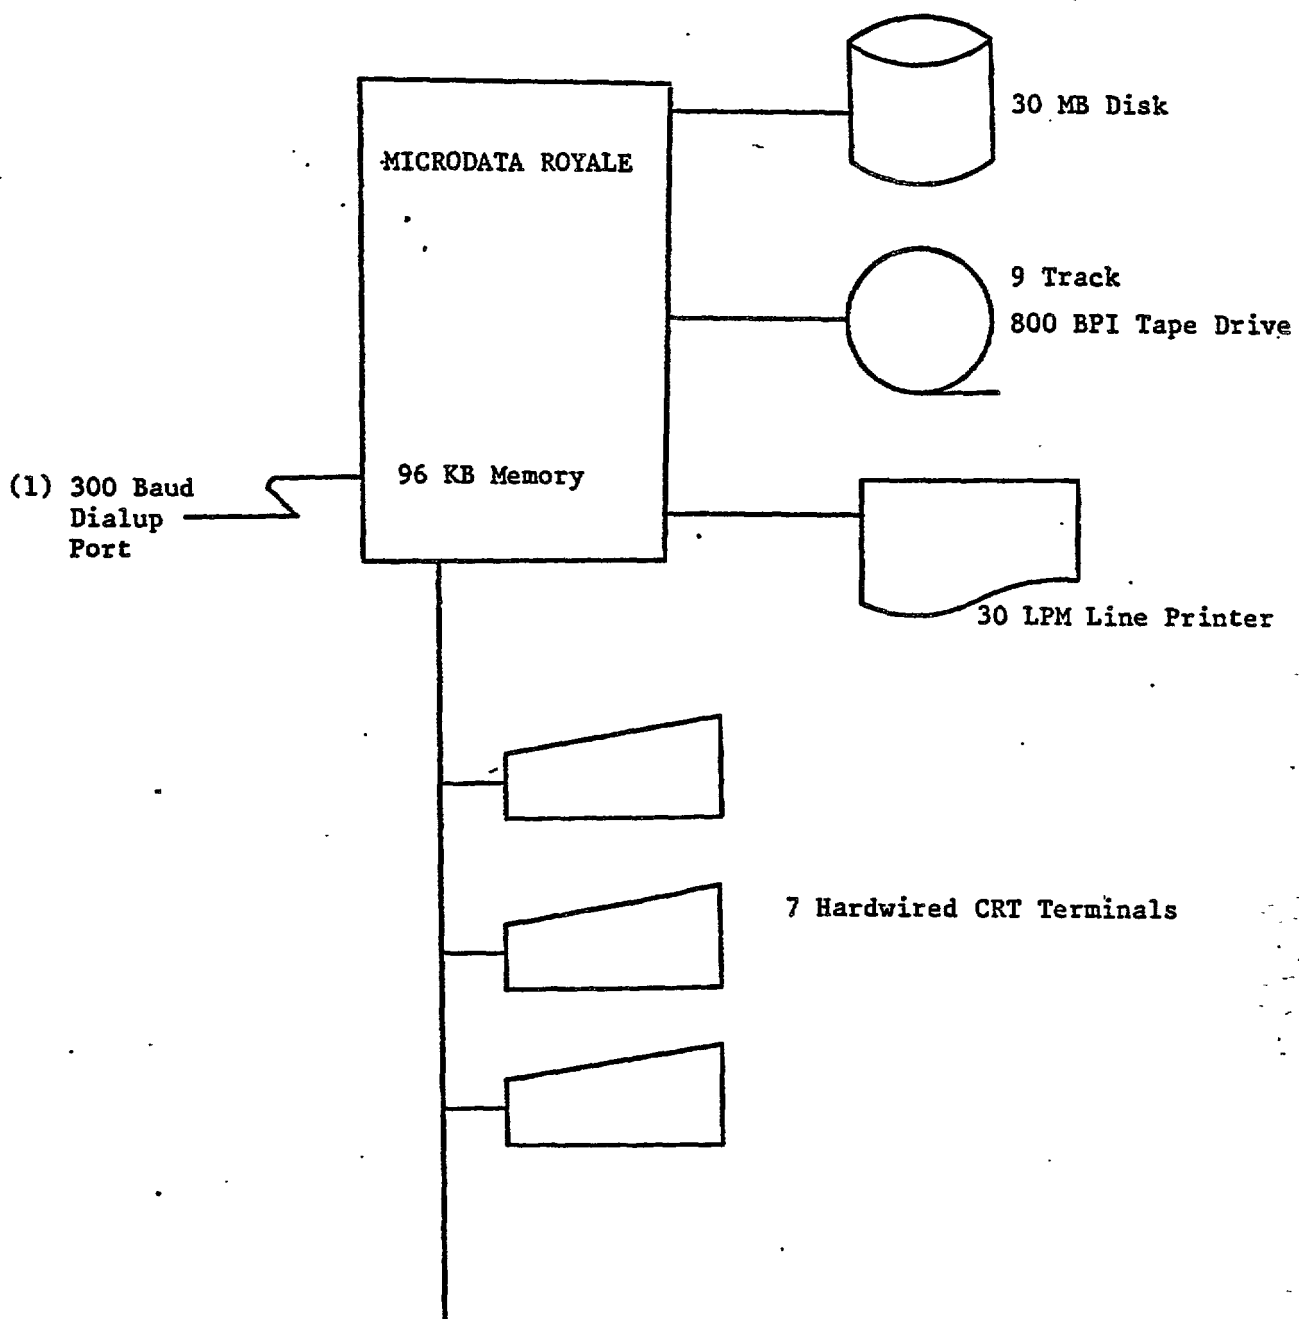 30 MB Disk
MICRODATA ROYALE
9 Track
800 BPI Tape Drive
96 KB Memory
(1) 300 Baud
Dialup
Port
30 LPM Line Printer
7 Hardwired CRT Terminals